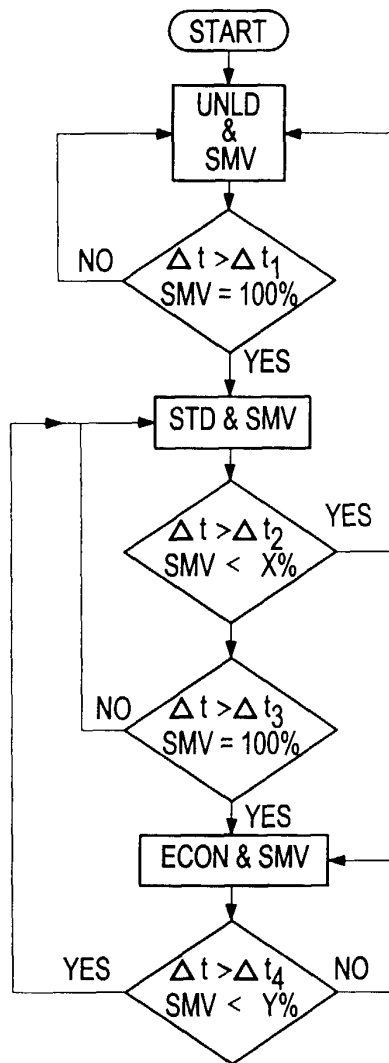 START
UNLD
&
SMV
Δt > Δt₁
SMV = 100%
NO
YES
STD & SMV
Δt > Δt₂
SMV < X%
YES
Δt > Δt₃
SMV = 100%
NO
YES
ECON & SMV
Δt > Δt₄
SMV < Y%
YES
NO